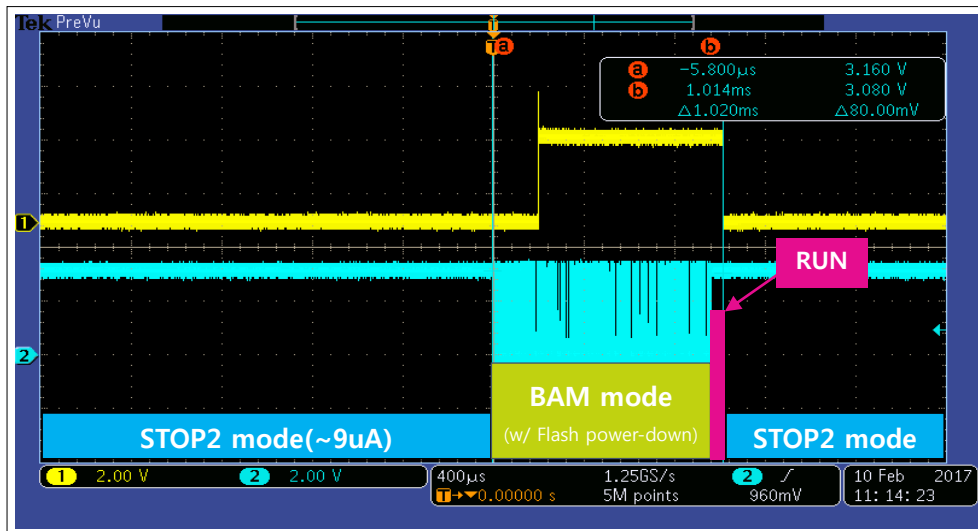 Tek PreVu
T
T a
b
a -5.800µs 3.160 V
b 1.014ms 3.080 V
△1.020ms △80.00mV
1
RUN
2
BAM mode
(w/ Flash power-down)
STOP2 mode(~9uA)
STOP2 mode
1 2.00 V 2 2.00 V
400µs 1.25GS/s
T→▼0.00000 s 5M points
2 ʃ
960mV
10 Feb 2017
11:14:23